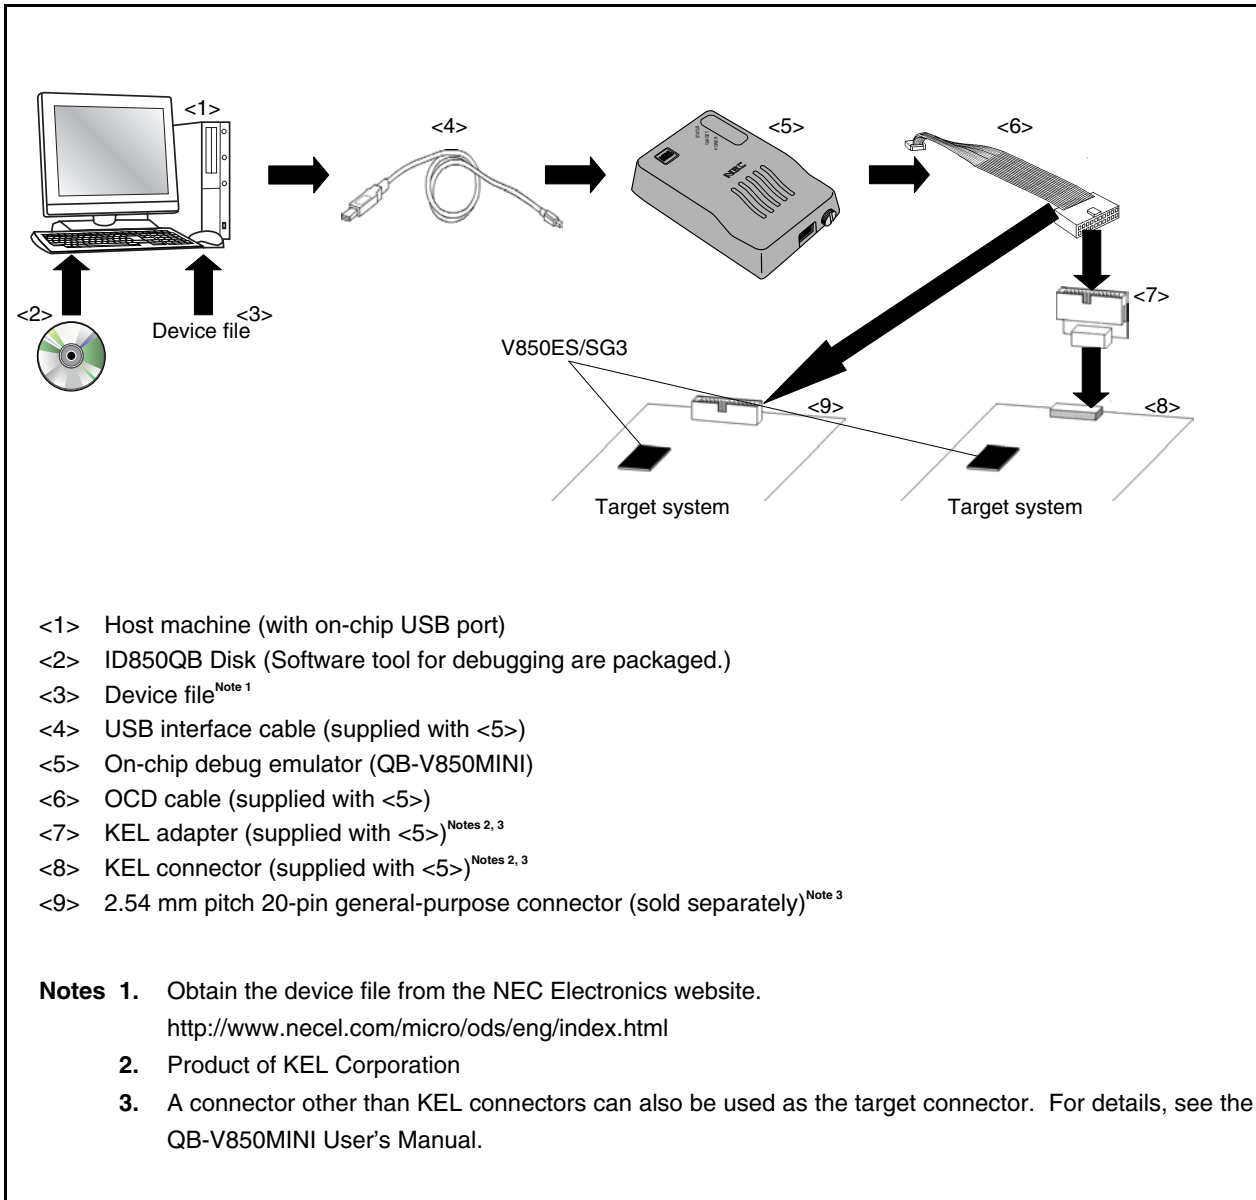 <1>
<4>
<5>
<6>
NEC
<2>
<3>
Device file
<7>
V850ES/SG3
<9>
<8>
Target system
Target system
<1> Host machine (with on-chip USB port)
<2> ID850QB Disk (Software tool for debugging are packaged.)
<3> Device file Note 1
<4> USB interface cable (supplied with <5>)
<5> On-chip debug emulator (QB-V850MINI)
<6> OCD cable (supplied with <5>)
<7> KEL adapter (supplied with <5>) Notes 2, 3
<8> KEL connector (supplied with <5>) Notes 2, 3
<9> 2.54 mm pitch 20-pin general-purpose connector (sold separately) Note 3
Notes 1. Obtain the device file from the NEC Electronics website.
http://www.necel.com/micro/ods/eng/index.html
2. Product of KEL Corporation
3. A connector other than KEL connectors can also be used as the target connector. For details, see the
QB-V850MINI User's Manual.